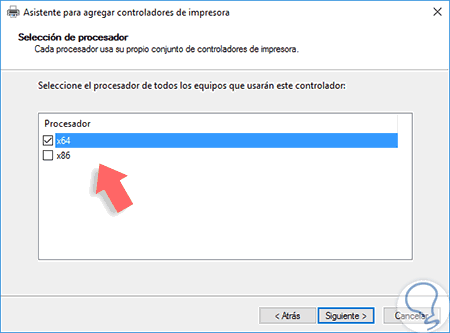 Asistente para agregar controladores de impresora
Selección de procesador
Cada procesador usa su propio conjunto de controladores de impresora.
Seleccione el procesador de todos los equipos que usarán este controlador:
Procesador
x64
x86
< Atrás
Siguiente >
Cancelar